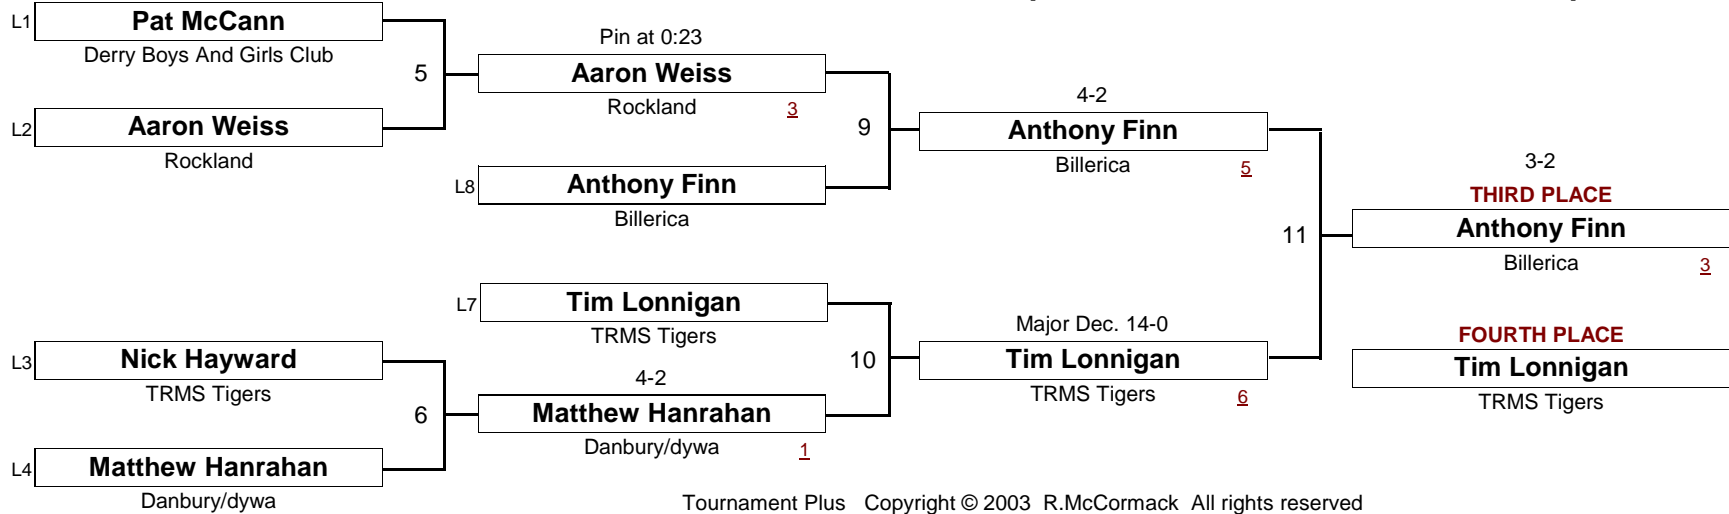 L1 Pat McCann
Derry Boys And Girls Club
5
L2 Aaron Weiss
Rockland
Pin at 0:23
Aaron Weiss
Rockland 3
9
L8 Anthony Finn
Billerica
4-2
Anthony Finn
Billerica 5
11
3-2
THIRD PLACE
Anthony Finn
Billerica 3
L7 Tim Lonnigan
TRMS Tigers
10
L3 Nick Hayward
TRMS Tigers
6
L4 Matthew Hanrahan
Danbury/dywa
4-2
Matthew Hanrahan
Danbury/dywa 1
Major Dec. 14-0
Tim Lonnigan
TRMS Tigers 6
FOURTH PLACE
Tim Lonnigan
TRMS Tigers
Tournament Plus Copyright © 2003 R.McCormack All rights reserved